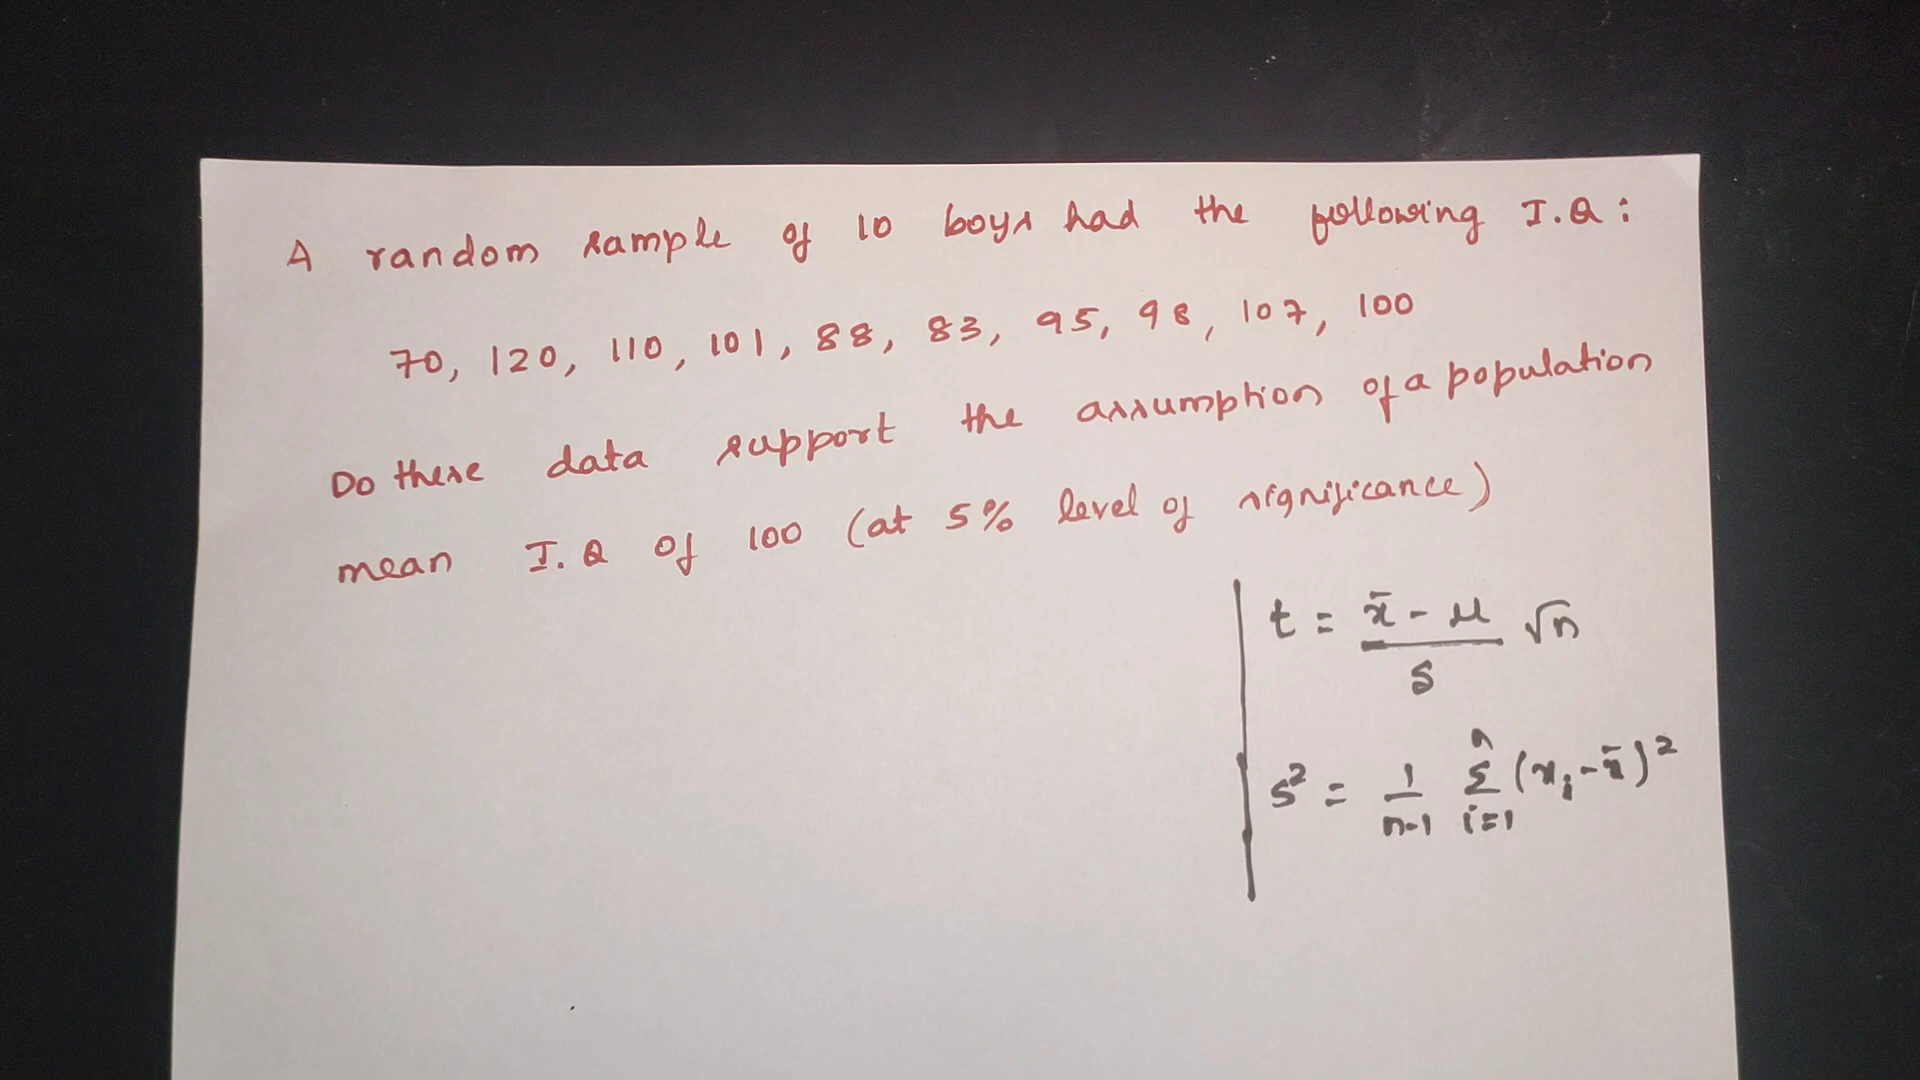 A random sample of 10 boys had the following I.Q :
70, 120, 110, 101, 88, 83, 95, 98, 107, 100
Do these data support the assumption of a population
mean I.Q of 100 (at 5% level of significance)
t = (x̄ - μ)/s √n
s² = 1/(n-1) Σ_{i=1}^{n} (x_i - x̄)²